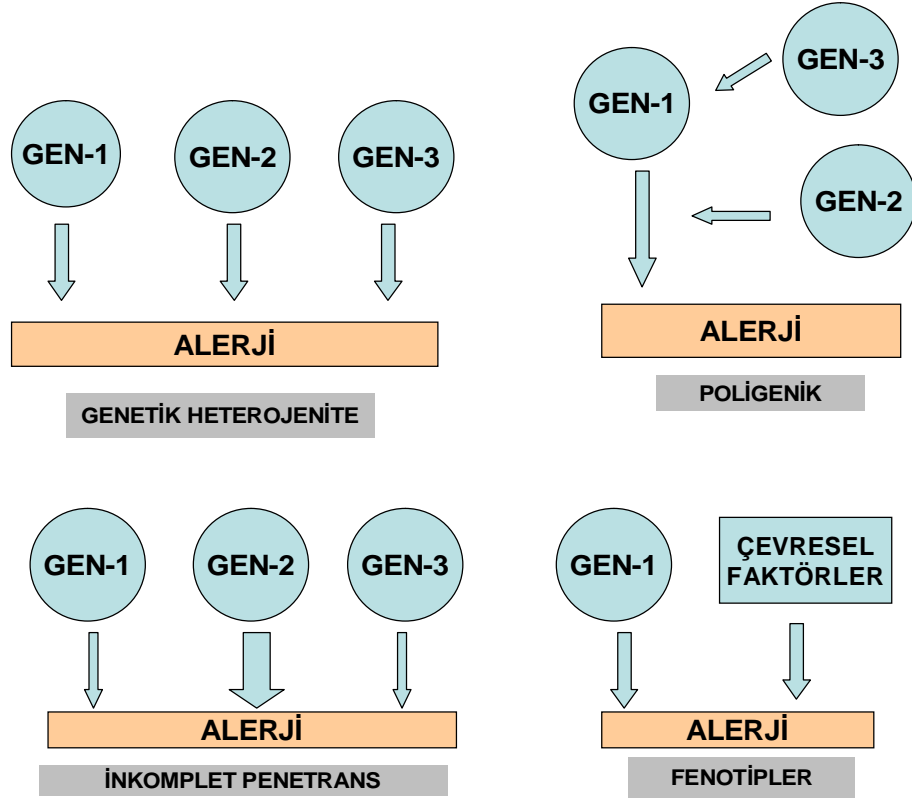 GEN-1
GEN-2
GEN-3
ALERJİ
GENETİK HETEROJENİTE
GEN-3
GEN-1
GEN-2
ALERJİ
POLİGENİK
GEN-1
GEN-2
GEN-3
ALERJİ
İNKOMPLET PENETRANS
GEN-1
ÇEVRESEL
FAKTÖRLER
ALERJİ
FENOTİPLER